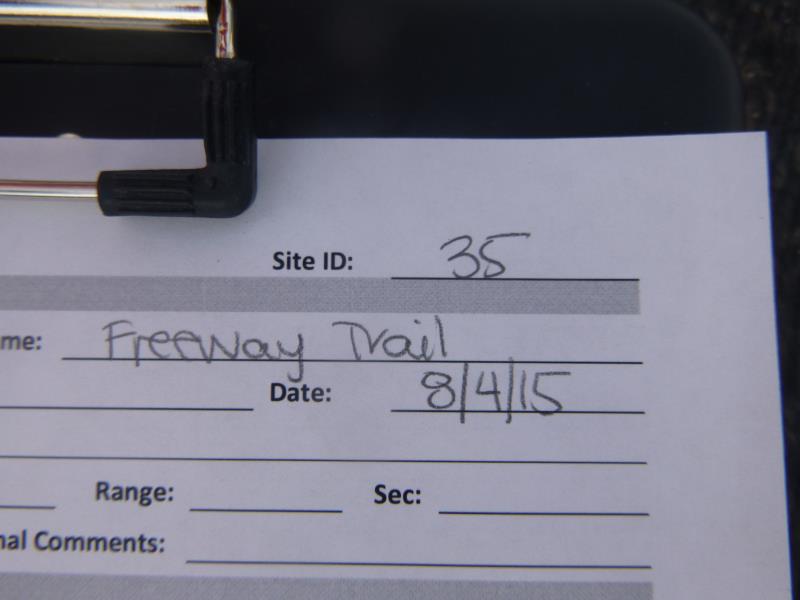 Site ID: 35
me: Freeway Trail
Date: 8/4/15
Range: Sec:
nal Comments: